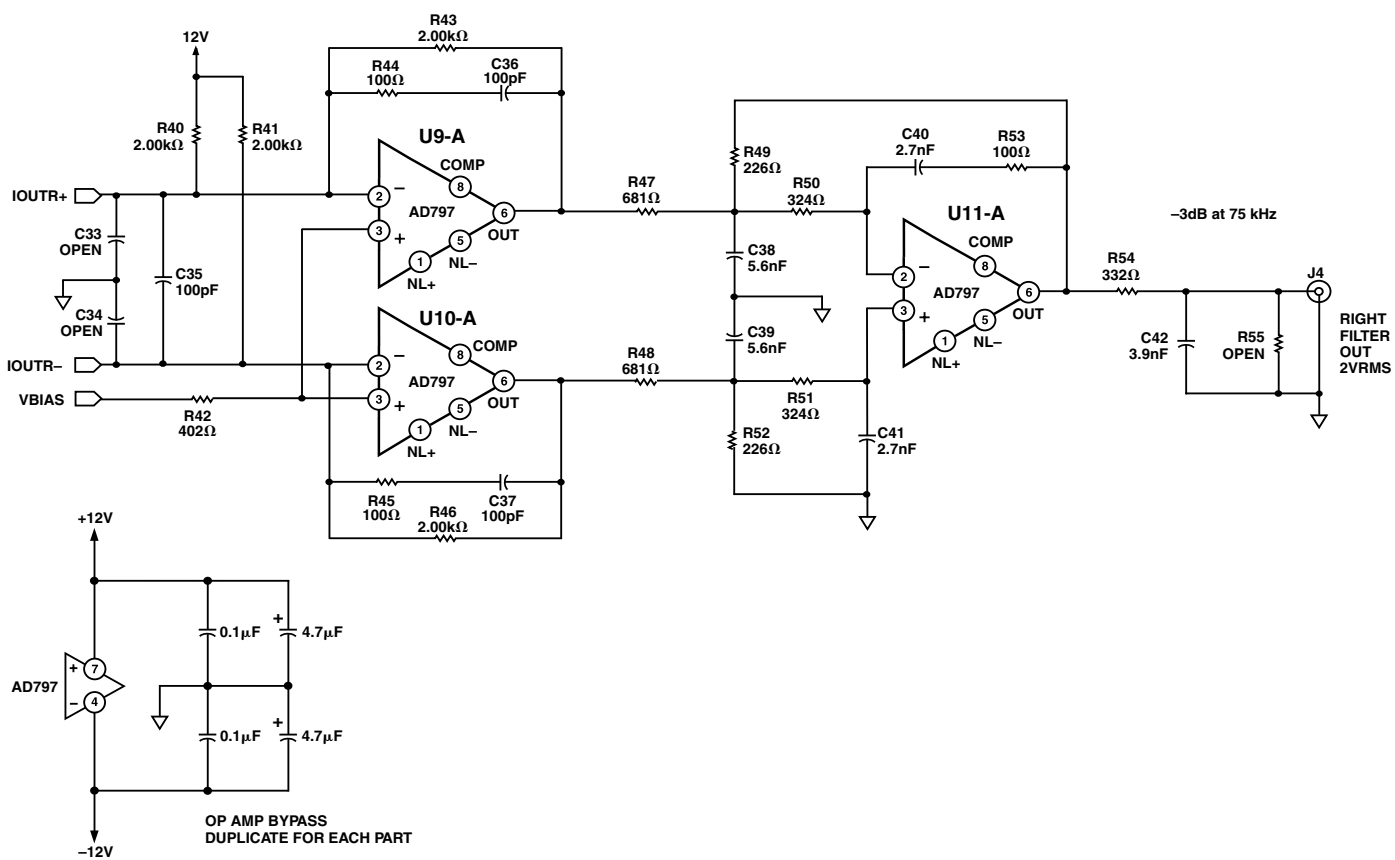 R43
2.00kΩ
12V
R44
100Ω
C36
100pF
R40
2.00kΩ
R41
2.00kΩ
U9-A
COMP
8
2
−
AD797
6
OUT
3
+
5
NL−
1
NL+
IOUTR+
C33
OPEN
C35
100pF
C34
OPEN
IOUTR−
VBIAS
R42
402Ω
U10-A
COMP
8
2
−
AD797
6
OUT
3
+
5
NL−
1
NL+
R45
100Ω
C37
100pF
R46
2.00kΩ
R47
681Ω
R48
681Ω
R49
226Ω
R50
324Ω
C40
2.7nF
R53
100Ω
C38
5.6nF
C39
5.6nF
R51
324Ω
R52
226Ω
C41
2.7nF
U11-A
COMP
8
2
−
AD797
6
OUT
3
+
5
NL−
1
NL+
−3dB at 75 kHz
R54
332Ω
J4
C42
3.9nF
R55
OPEN
RIGHT
FILTER
OUT
2VRMS
+12V
0.1μF
+
4.7μF
AD797
+
7
−
4
0.1μF
+
4.7μF
−12V
OP AMP BYPASS
DUPLICATE FOR EACH PART